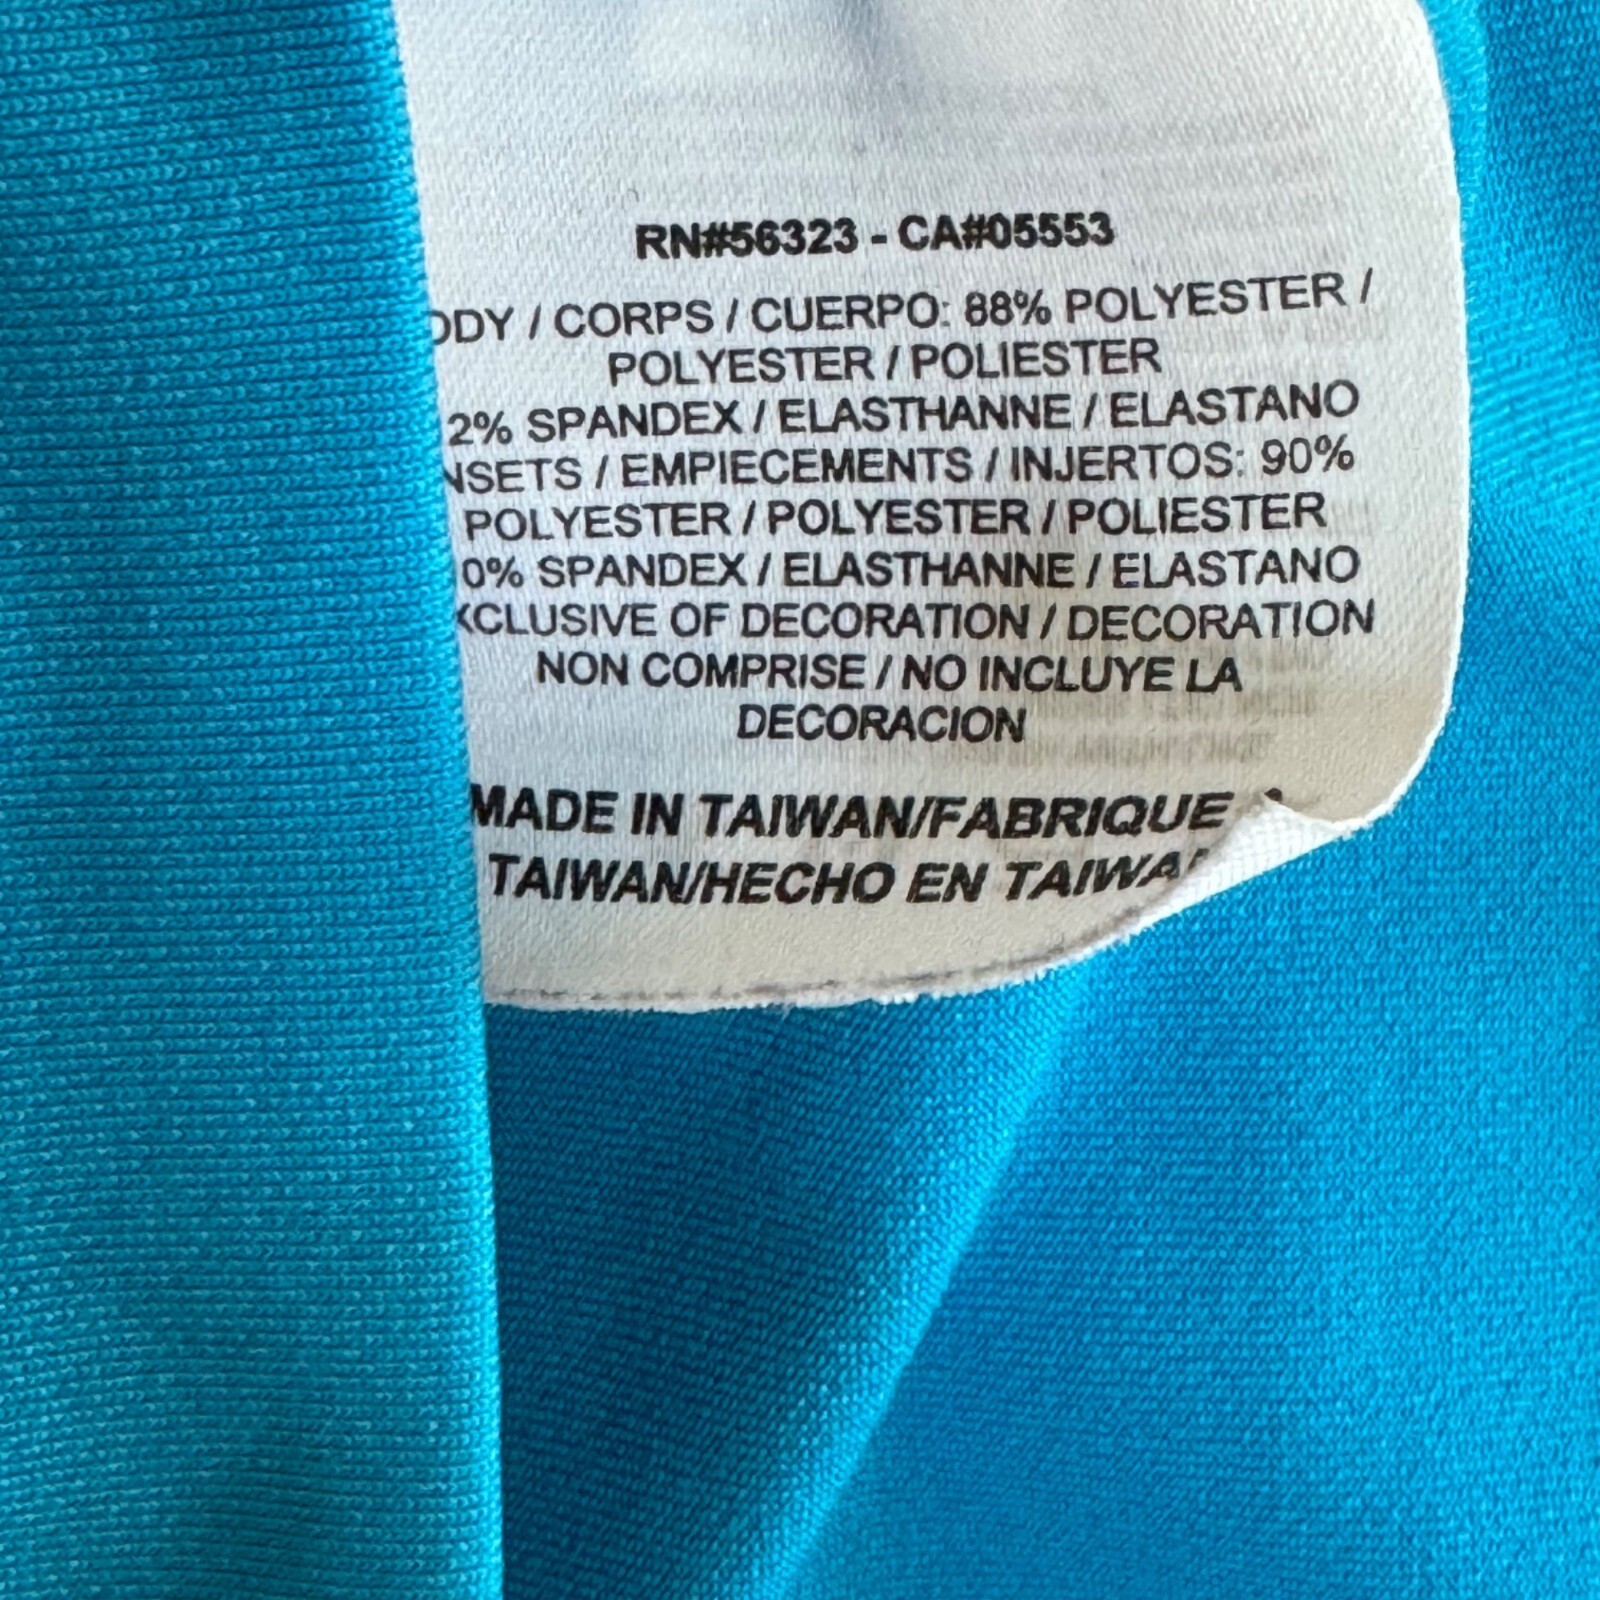 RN#56323 - CA#05553
ODY / CORPS / CUERPO: 88% POLYESTER /
POLYESTER / POLIESTER
2% SPANDEX / ELASTHANNE / ELASTANO
NSETS / EMPIECEMENTS / INJERTOS: 90%
POLYESTER / POLYESTER / POLIESTER
0% SPANDEX / ELASTHANNE / ELASTANO
XCLUSIVE OF DECORATION / DECORATION
NON COMPRISE / NO INCLUYE LA
DECORACION
MADE IN TAIWAN/FABRIQUE
TAIWAN/HECHO EN TAIWA